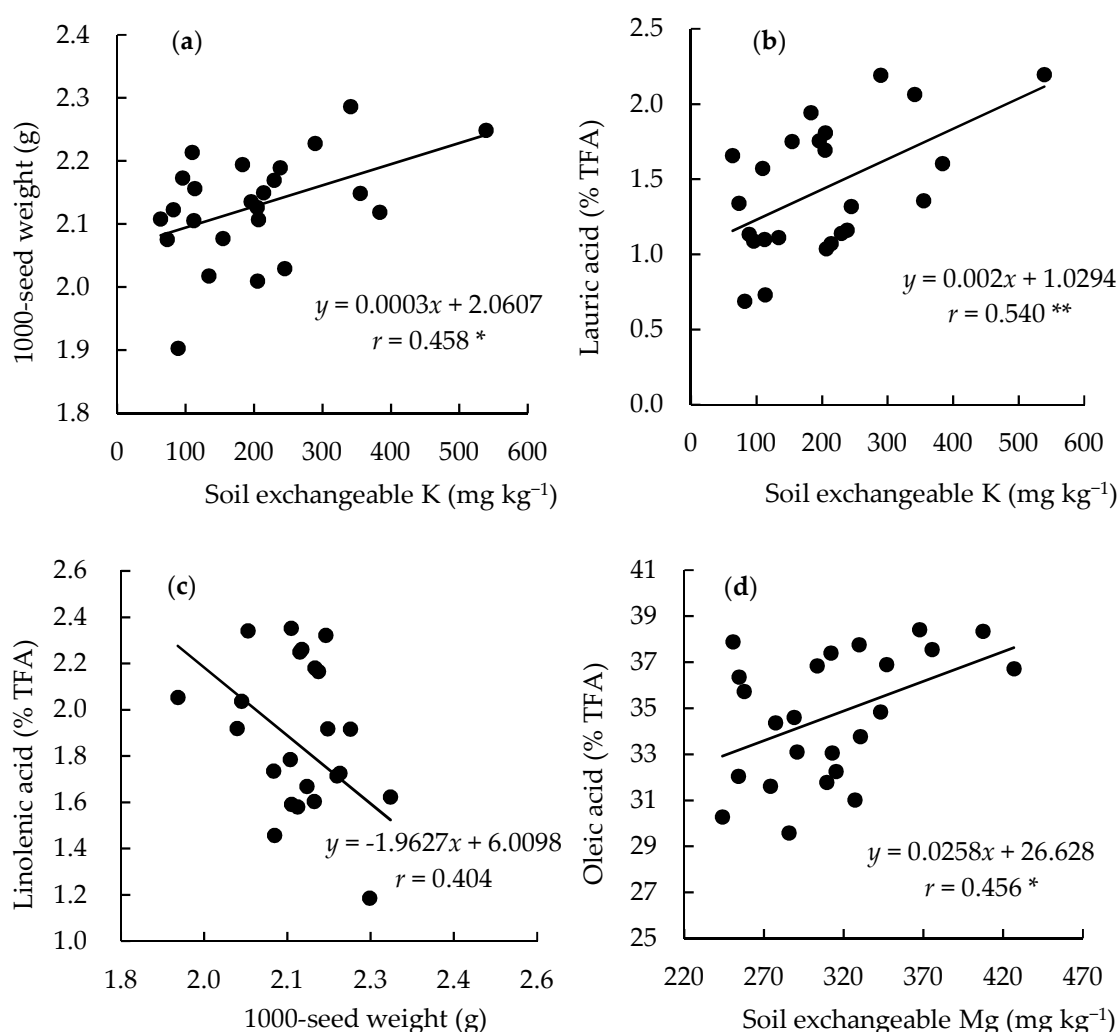 (a)
2.4
2.3
2.2
2.1
2.0
1.9
1.8
1000-seed weight (g)
y = 0.0003x + 2.0607
r = 0.458 *
0 100 200 300 400 500 600
Soil exchangeable K (mg kg⁻¹)
(b)
2.5
2.0
1.5
1.0
0.5
0.0
Lauric acid (% TFA)
y = 0.002x + 1.0294
r = 0.540 **
0 100 200 300 400 500 600
Soil exchangeable K (mg kg⁻¹)
(c)
2.6
2.4
2.2
2.0
1.8
1.6
1.4
1.2
1.0
Linolenic acid (% TFA)
y = -1.9627x + 6.0098
r = 0.404
1.8 2.0 2.1 2.3 2.4 2.6
1000-seed weight (g)
(d)
41
39
37
35
33
31
29
27
25
Oleic acid (% TFA)
y = 0.0258x + 26.628
r = 0.456 *
220 270 320 370 420 470
Soil exchangeable Mg (mg kg⁻¹)